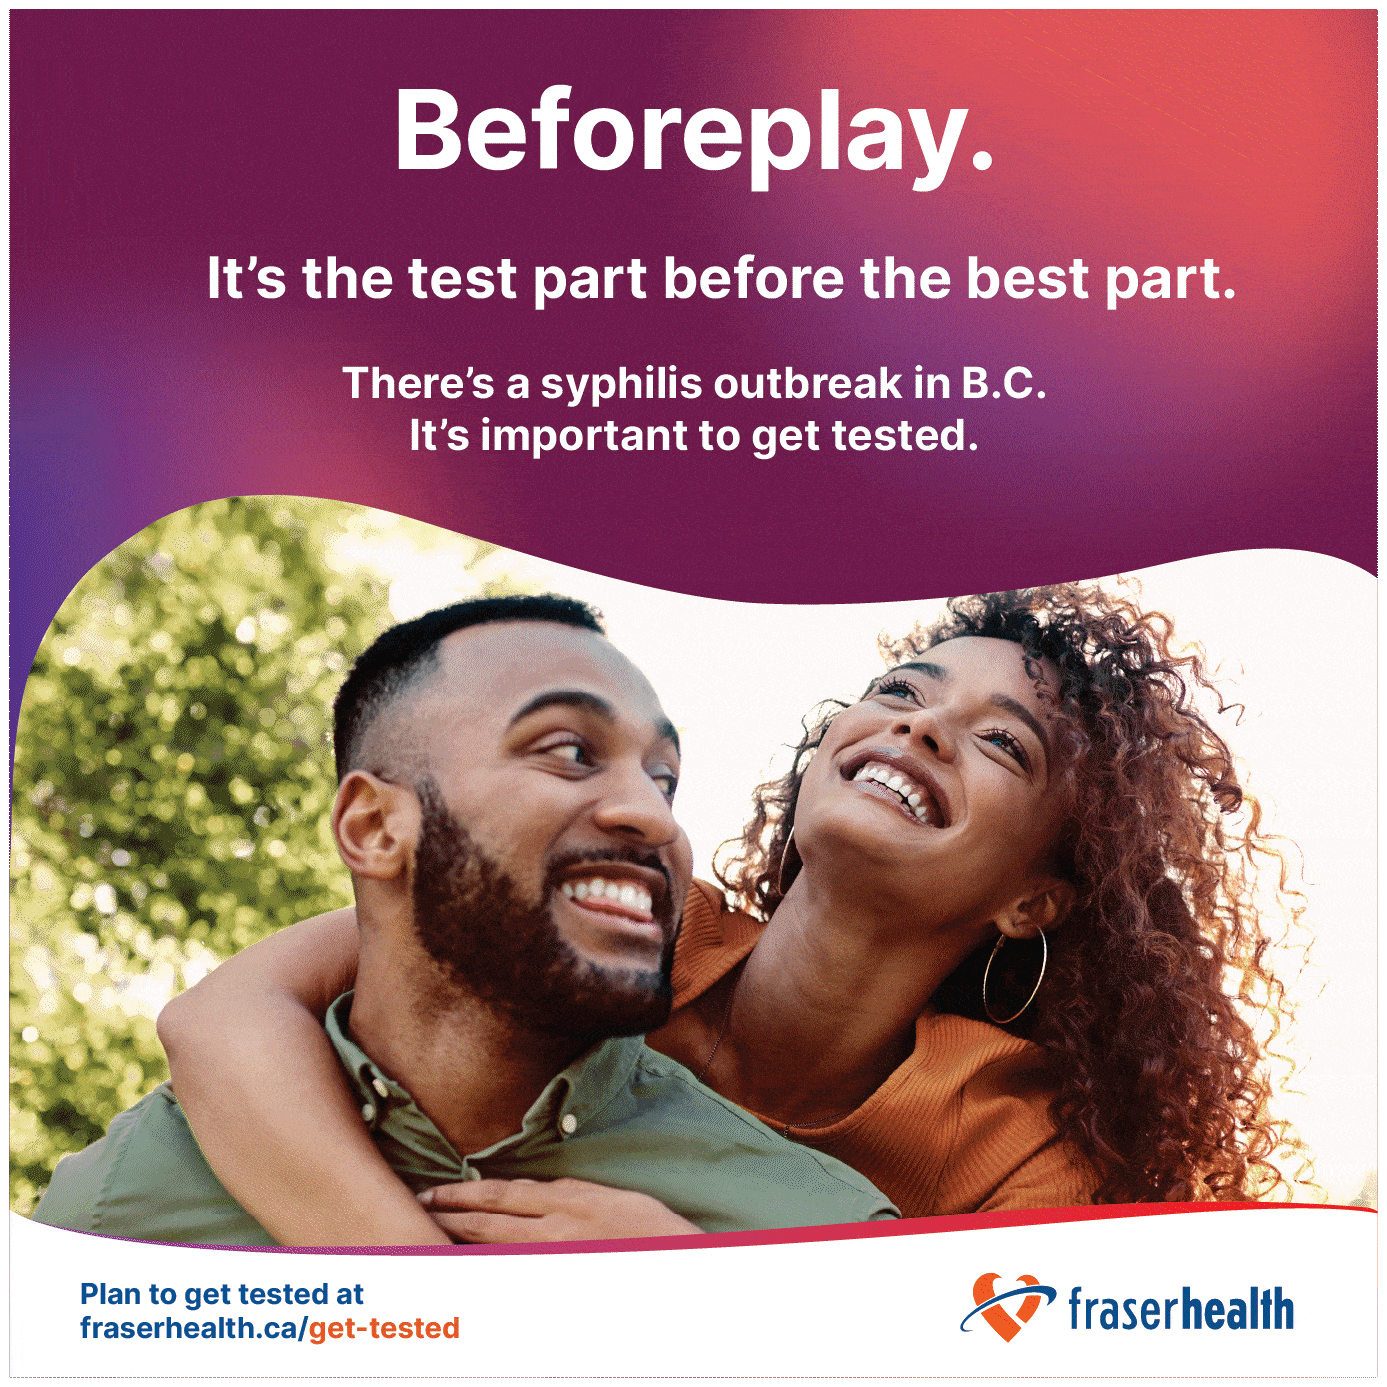 Beforeplay.
It’s the test part before the best part.
There’s a syphilis outbreak in B.C.
It’s important to get tested.
Plan to get tested at
fraserhealth.ca/get-tested
fraserhealth